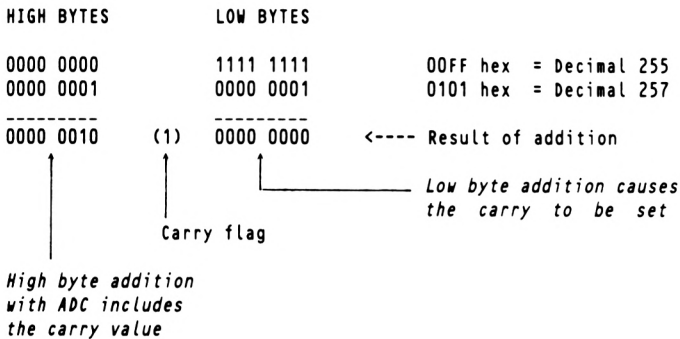 HIGH BYTES LOW BYTES
0000 0000 1111 1111 00FF hex = Decimal 255
0000 0001 0000 0001 0101 hex = Decimal 257
--------- ---------
0000 0010 (1) 0000 0000 <---- Result of addition
Low byte addition causes
the carry to be set
Carry flag
High byte addition
with ADC includes
the carry value